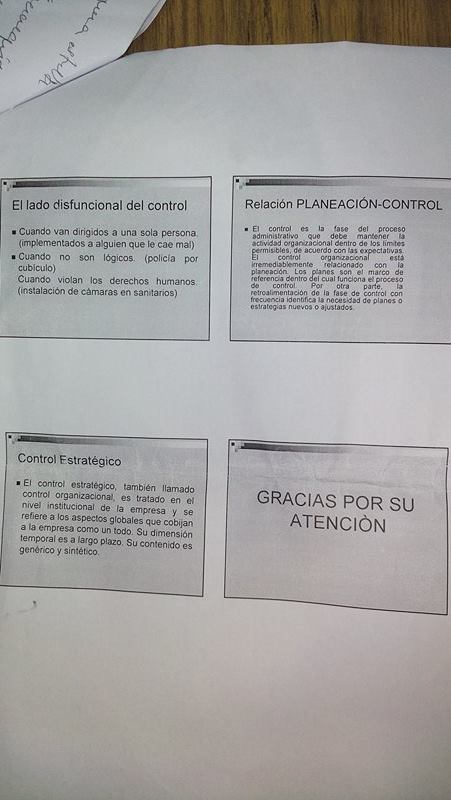 El lado disfuncional del control
Cuando van dirigidos a una sola persona.
(implementados a alguien que le cae mal)
Cuando no son lógicos. (policía por
cubículo)
Cuando violan los derechos humanos.
(instalación de cámaras en sanitarios)
Relación PLANEACIÓN-CONTROL
El control es la fase del proceso
administrativo que debe mantener la
actividad organizacional dentro de los límites
permisibles, de acuerdo con las expectativas.
El control organizacional está
irremediablemente relacionado con la
planeación. Los planes son el marco de
referencia dentro del cual funciona el proceso
de control. Por otra parte, la
retroalimentación de la fase de control con
frecuencia identifica la necesidad de planes o
estrategias nuevos o ajustados.
Control Estratégico
El control estratégico, también llamado
control organizacional, es tratado en el
nivel institucional de la empresa y se
refiere a los aspectos globales que cobijan
a la empresa como un todo. Su dimensión
temporal es a largo plazo. Su contenido es
genérico y sintético.
GRACIAS POR SU
ATENCIÒN